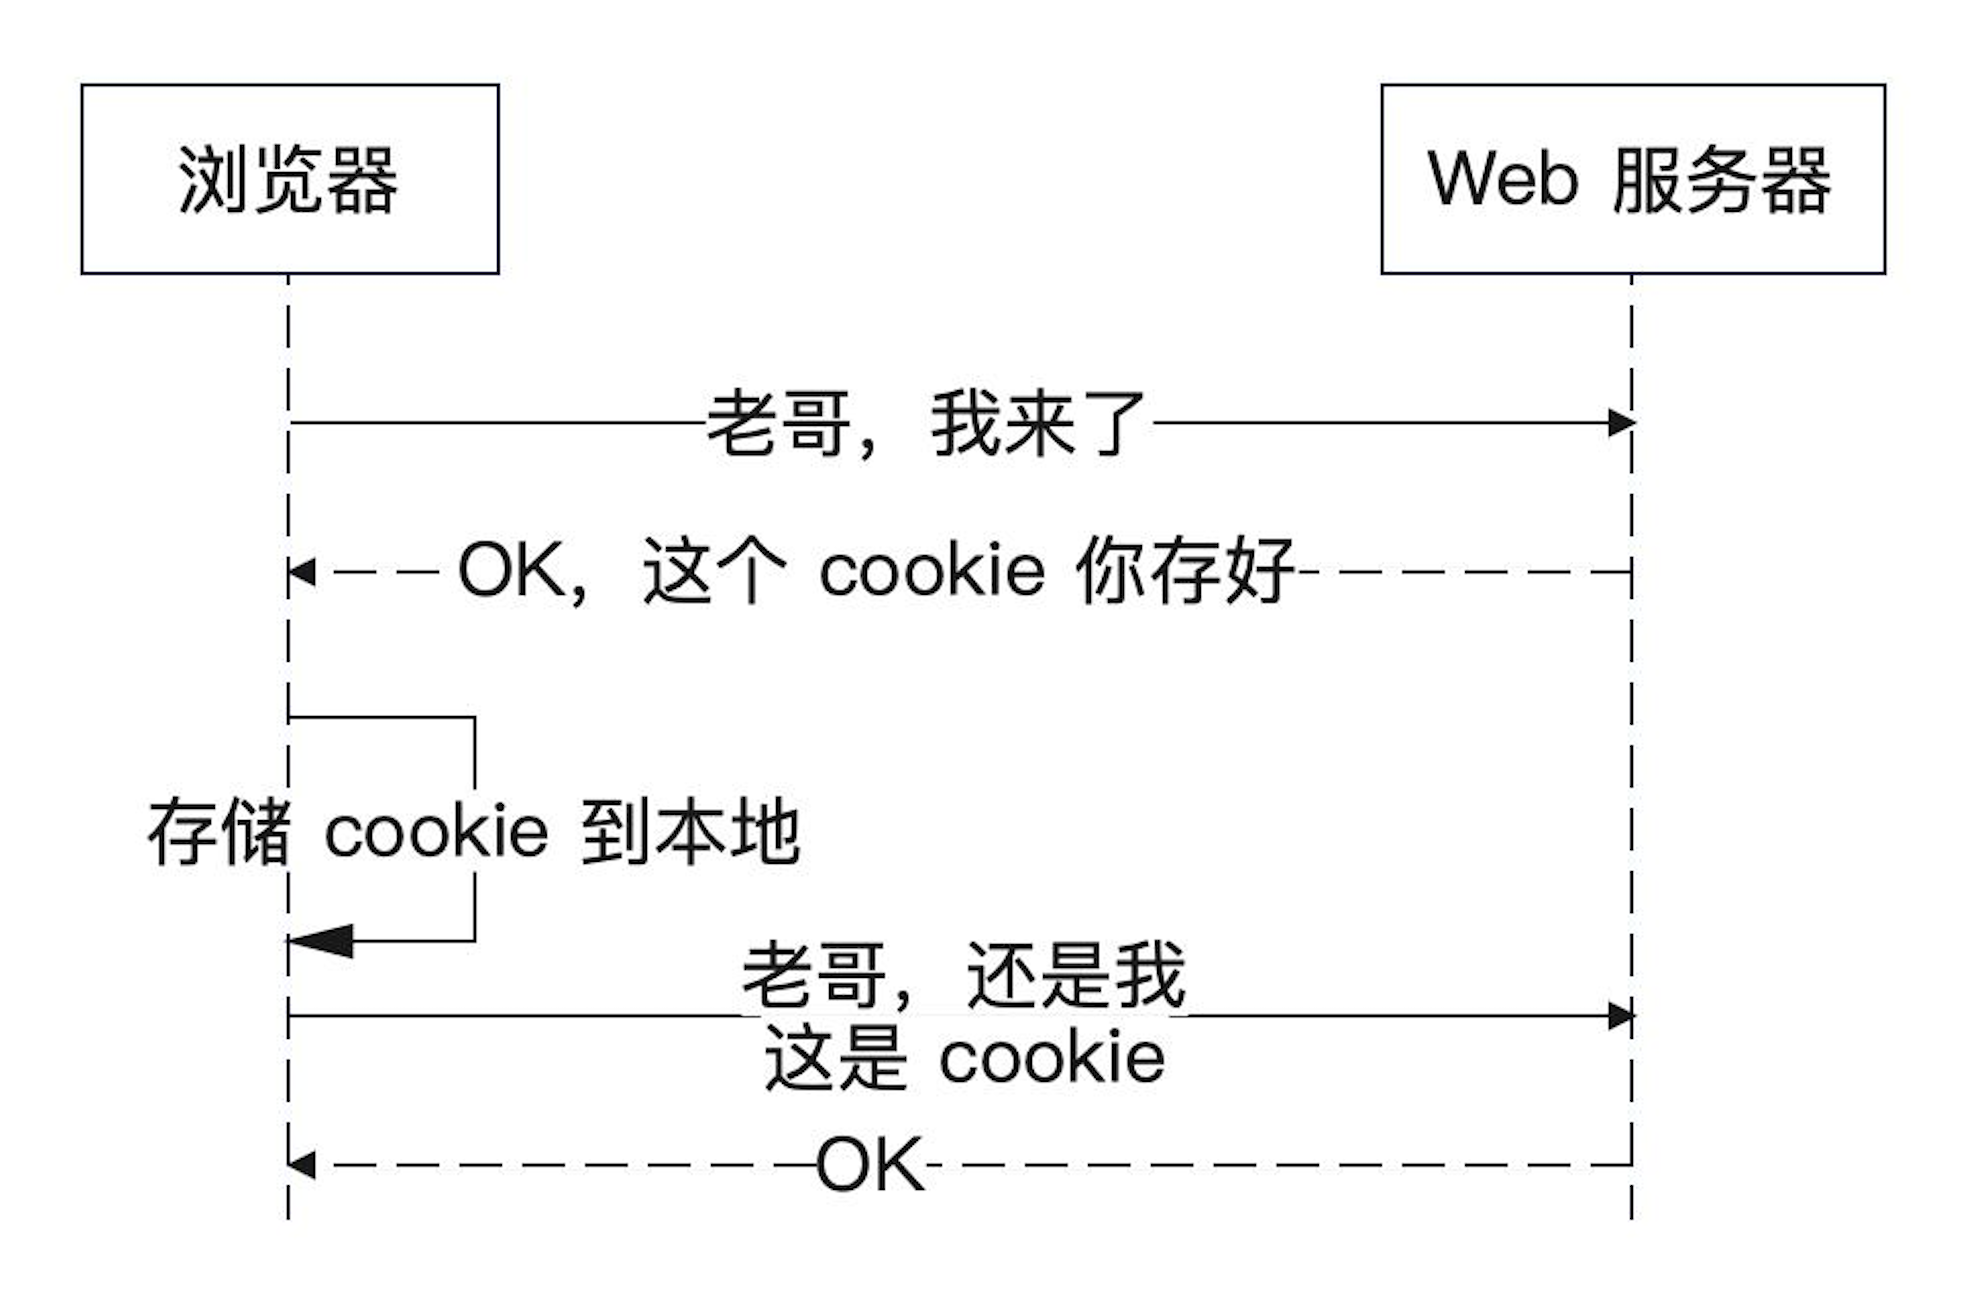 浏览器
Web 服务器
老哥，我来了
OK，这个 cookie 你存好
存储 cookie 到本地
老哥，还是我
这是 cookie
OK